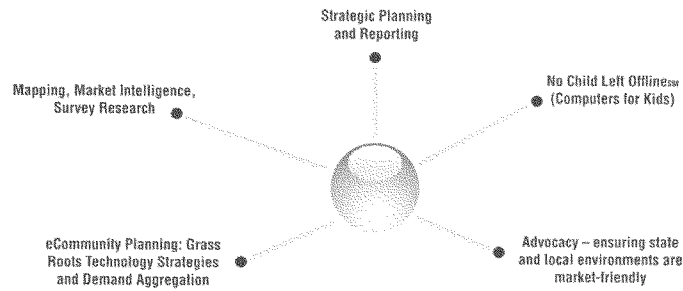 Strategic Planning
and Reporting
No Child Left Offline℠
(Computers for Kids)
Mapping, Market Intelligence,
Survey Research
eCommunity Planning: Grass
Roots Technology Strategies
and Demand Aggregation
Advocacy – ensuring state
and local environments are
market-friendly